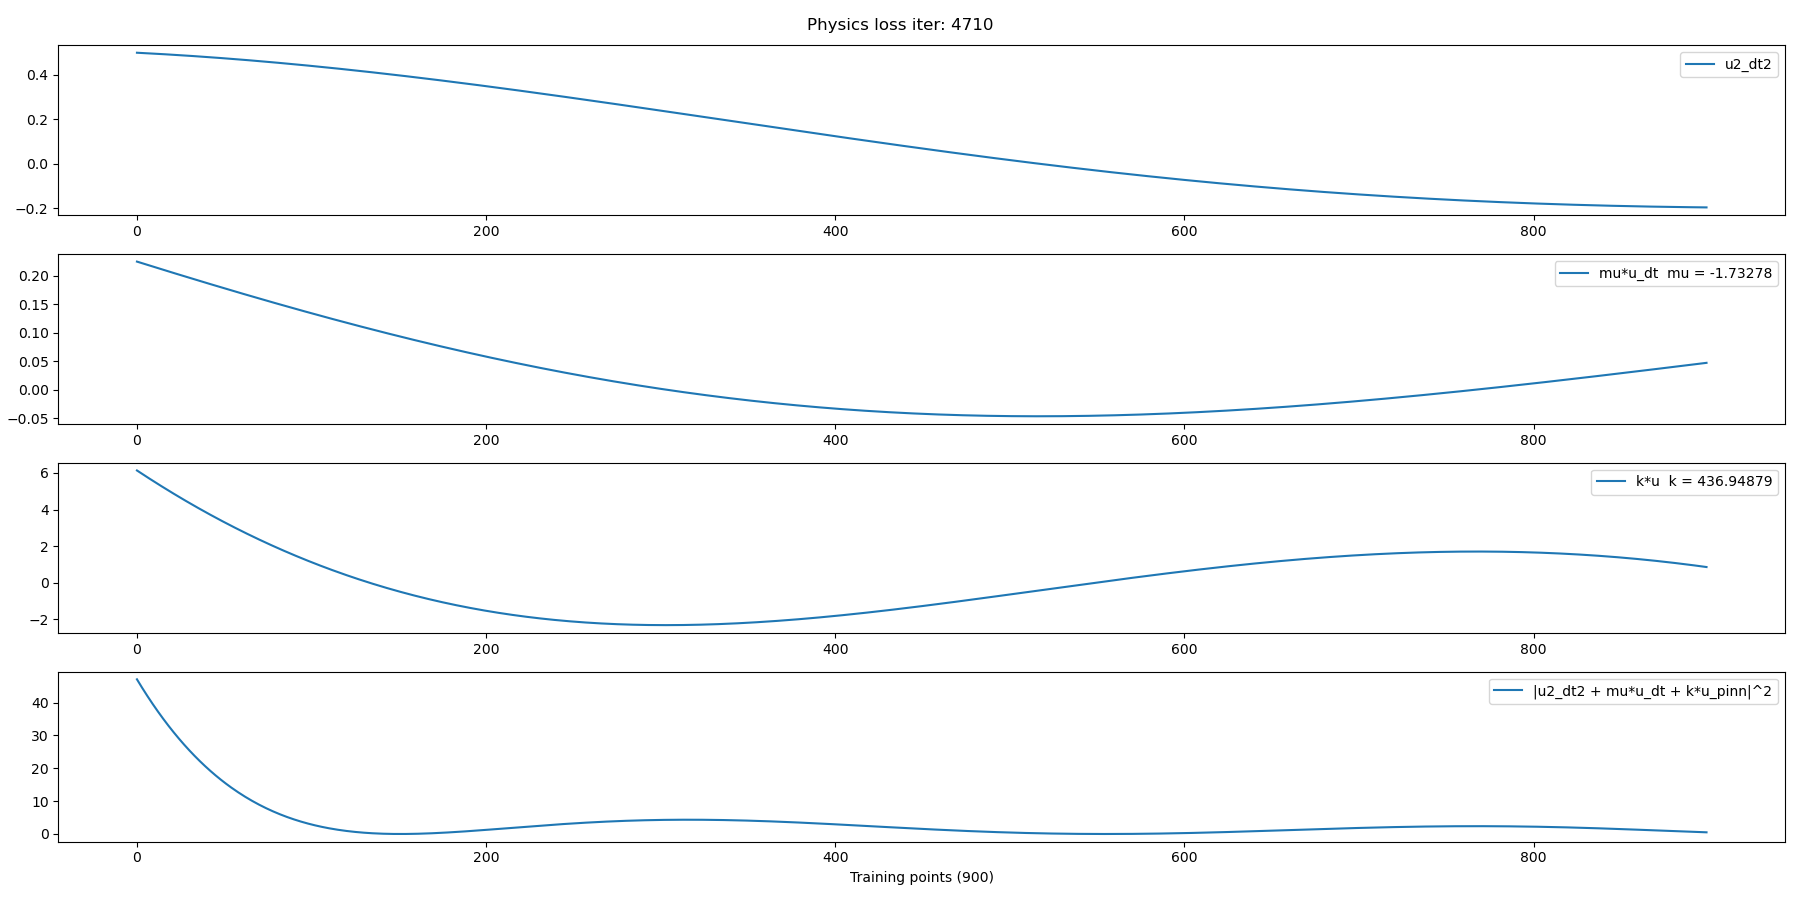 Physics loss iter: 4710
0.4
0.2
0.0
−0.2
u2_dt2
0 200 400 600 800
0.20
0.15
0.10
0.05
0.00
−0.05
mu*u_dt  mu = -1.73278
0 200 400 600 800
6
4
2
0
−2
k*u  k = 436.94879
0 200 400 600 800
40
30
20
10
0
|u2_dt2 + mu*u_dt + k*u_pinn|^2
0 200 400 600 800
Training points (900)